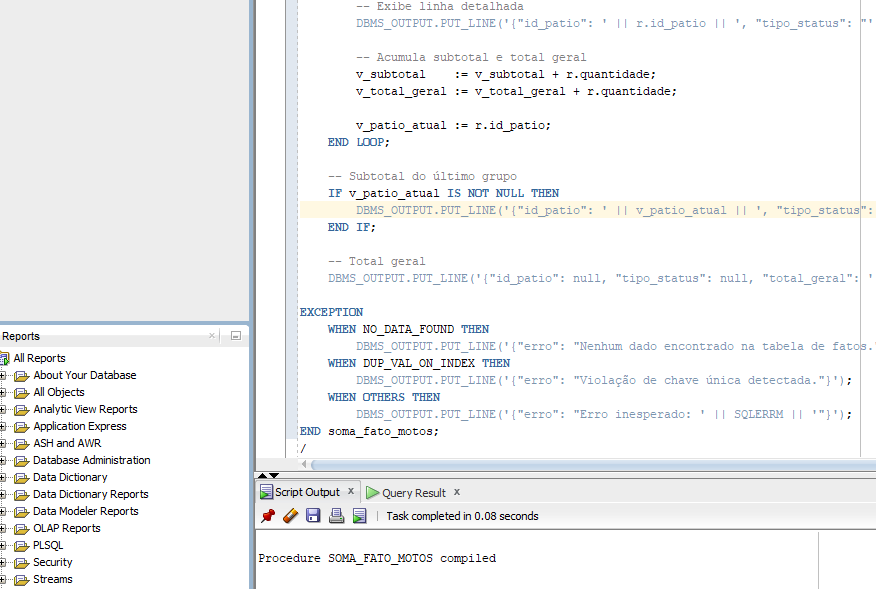 -- Exibe linha detalhada
DBMS_OUTPUT.PUT_LINE('{"id_patio": ' || r.id_patio || ', "tipo_status": "'
-- Acumula subtotal e total geral
v_subtotal    := v_subtotal + r.quantidade;
v_total_geral := v_total_geral + r.quantidade;
v_patio_atual := r.id_patio;
END LOOP;
-- Subtotal do último grupo
IF v_patio_atual IS NOT NULL THEN
DBMS_OUTPUT.PUT_LINE('{"id_patio": ' || v_patio_atual || ', "tipo_status":
END IF;
-- Total geral
DBMS_OUTPUT.PUT_LINE('{"id_patio": null, "tipo_status": null, "total_geral": '
EXCEPTION
WHEN NO_DATA_FOUND THEN
DBMS_OUTPUT.PUT_LINE('{"erro": "Nenhum dado encontrado na tabela de fatos."
WHEN DUP_VAL_ON_INDEX THEN
DBMS_OUTPUT.PUT_LINE('{"erro": "Violação de chave única detectada."}');
WHEN OTHERS THEN
DBMS_OUTPUT.PUT_LINE('{"erro": "Erro inesperado: ' || SQLERRM || '"}');
END soma_fato_motos;
/
Reports
All Reports
About Your Database
All Objects
Analytic View Reports
Application Express
ASH and AWR
Database Administration
Data Dictionary
Data Dictionary Reports
Data Modeler Reports
OLAP Reports
PLSQL
Security
Streams
Script Output x Query Result x
Task completed in 0.08 seconds
Procedure SOMA_FATO_MOTOS compiled